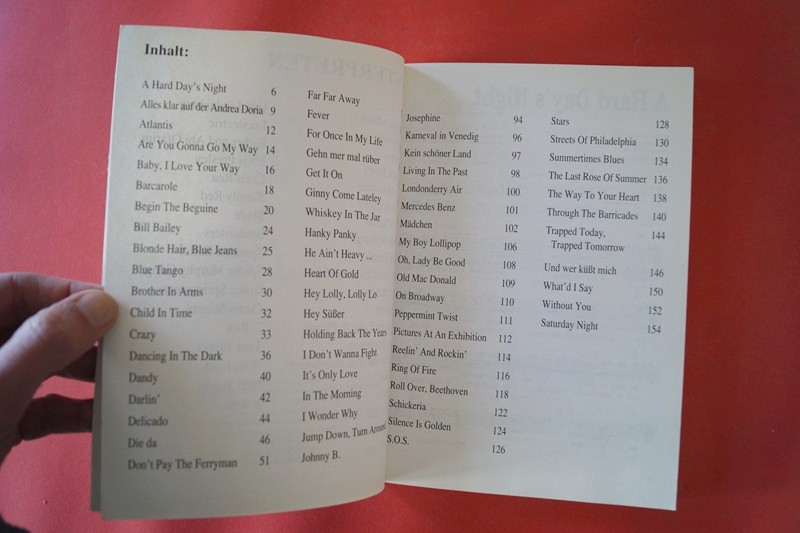 Inhalt:
A Hard Day's Night 6
Alles klar auf der Andrea Doria 9
Atlantis 12
Are You Gonna Go My Way 14
Baby, I Love Your Way 16
Barcarole 18
Begin The Beguine 20
Bill Bailey 24
Blonde Hair, Blue Jeans 25
Blue Tango 28
Brother In Arms 30
Child In Time 32
Crazy 33
Dancing In The Dark 36
Dandy 40
Darlin' 42
Delicado 44
Die da 46
Don't Pay The Ferryman 51
Far Far Away
Fever
For Once In My Life
Gehn mer mal rüber
Get It On
Ginny Come Lateley
Whiskey In The Jar
Hanky Panky
He Ain't Heavy ...
Heart Of Gold
Hey Lolly, Lolly Lo
Hey Süßer
Holding Back The Years
I Don't Wanna Fight
It's Only Love
In The Morning
I Wonder Why
Jump Down, Turn Around
Johnny B.
Josephine 94
Karneval in Venedig 96
Kein schöner Land 97
Living In The Past 98
Londonderry Air 100
Mercedes Benz 101
Mädchen 102
My Boy Lollipop 106
Oh, Lady Be Good 108
Old Mac Donald 109
On Broadway 110
Peppermint Twist 111
Pictures At An Exhibition 112
Reelin' And Rockin' 114
Ring Of Fire 116
Roll Over, Beethoven 118
Schickeria 122
Silence Is Golden 124
S.O.S. 126
Stars 128
Streets Of Philadelphia 130
Summertimes Blues 134
The Last Rose Of Summer 136
The Way To Your Heart 138
Through The Barricades 140
Trapped Today, 144
Trapped Tomorrow
Und wer küßt mich 146
What'd I Say 150
Without You 152
Saturday Night 154